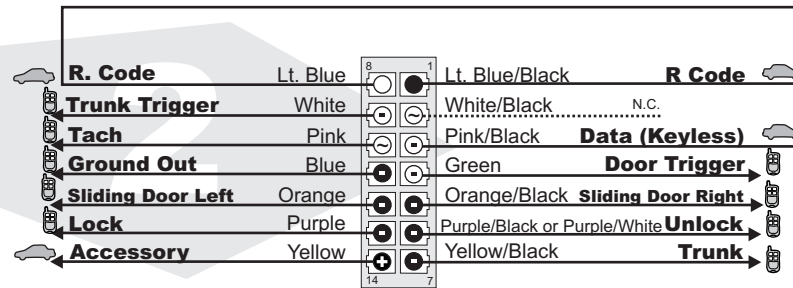 8 1
R. Code Lt. Blue Lt. Blue/Black R Code
Trunk Trigger White White/Black N.C.
Tach Pink Pink/Black Data (Keyless)
Ground Out Blue Green Door Trigger
Sliding Door Left Orange Orange/Black Sliding Door Right
Lock Purple Purple/Black or Purple/White Unlock
Accessory Yellow Yellow/Black Trunk
14 7
2